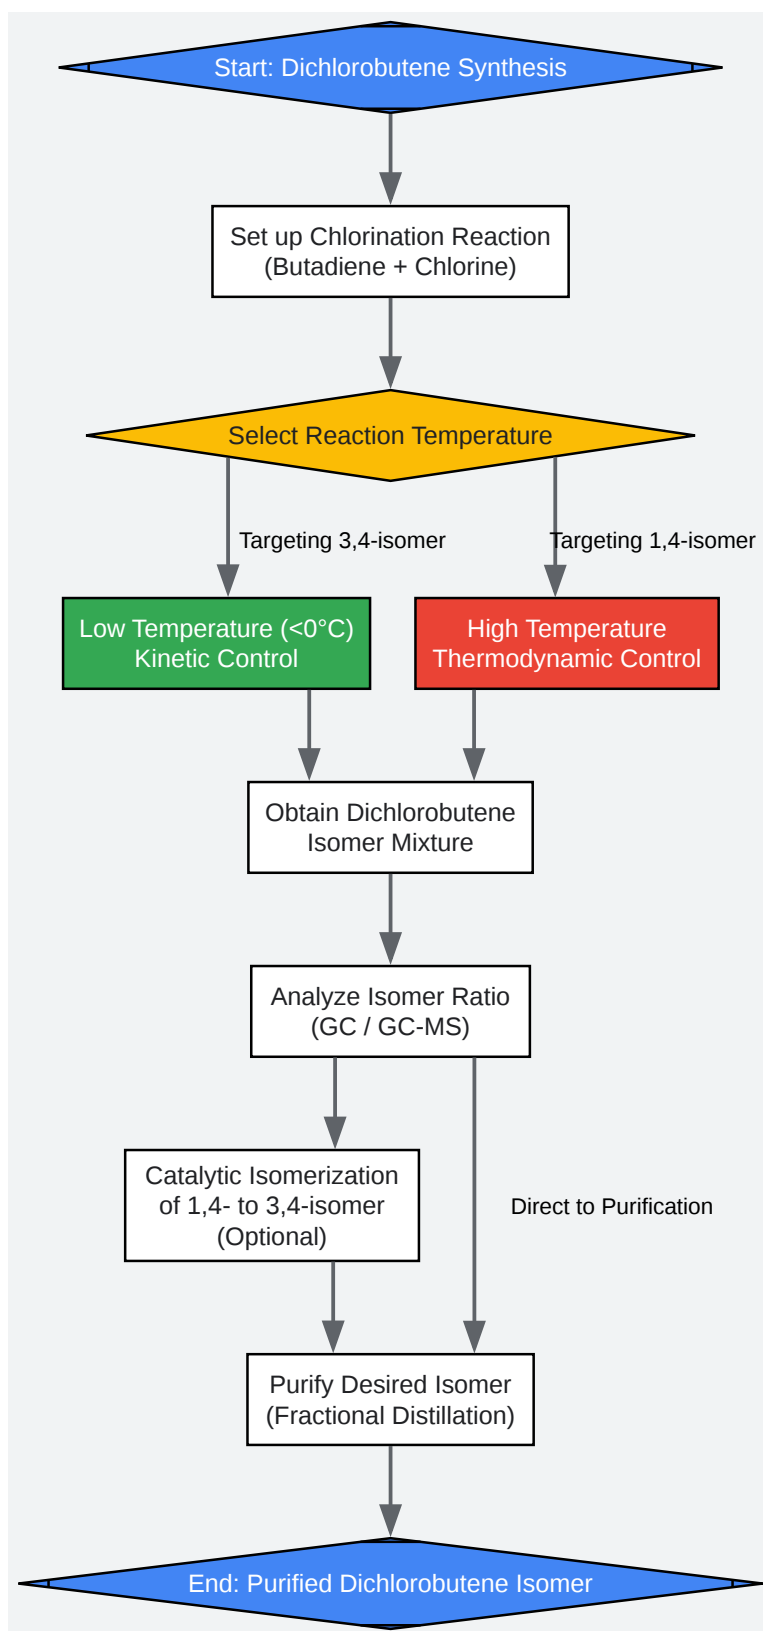 Start: Dichlorobutene Synthesis
Set up Chlorination Reaction
(Butadiene + Chlorine)
Select Reaction Temperature
Targeting 3,4-isomer
Targeting 1,4-isomer
Low Temperature (<0°C)
Kinetic Control
High Temperature
Thermodynamic Control
Obtain Dichlorobutene
Isomer Mixture
Analyze Isomer Ratio
(GC / GC-MS)
Catalytic Isomerization
of 1,4- to 3,4-isomer
(Optional)
Direct to Purification
Purify Desired Isomer
(Fractional Distillation)
End: Purified Dichlorobutene Isomer